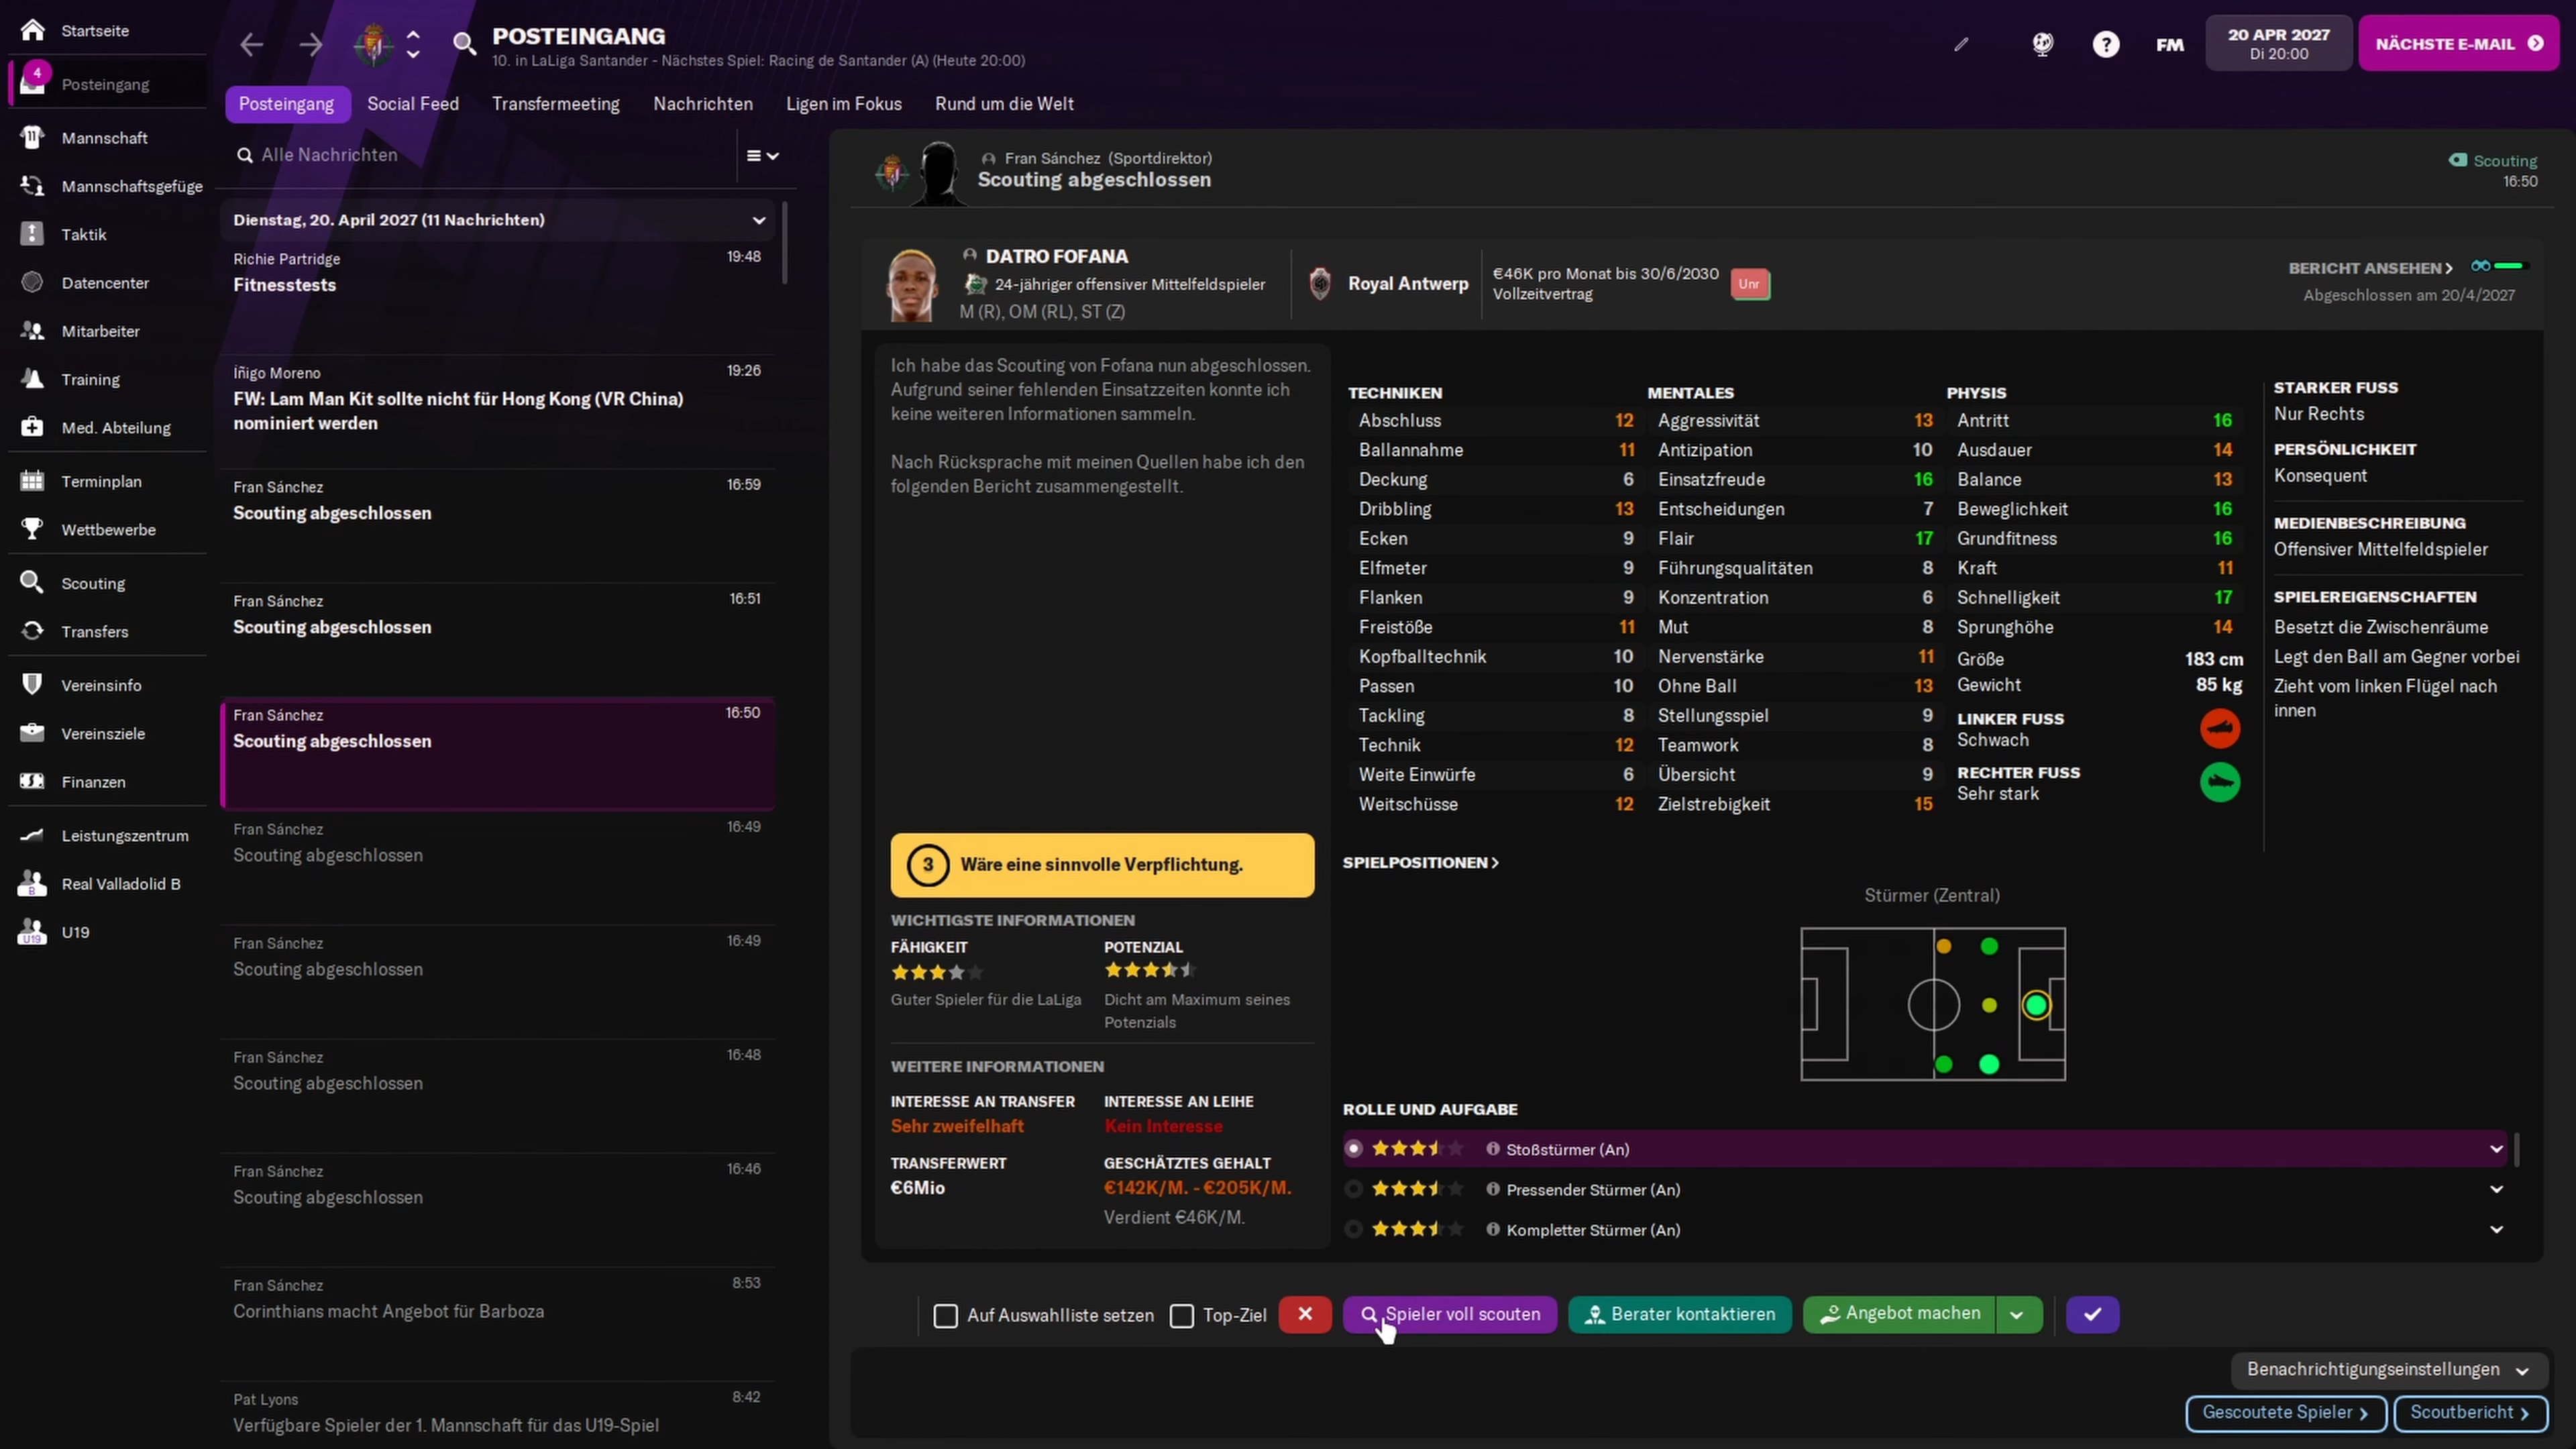 Startseite
4
Posteingang
11
Mannschaft
Mannschaftsgefüge
Taktik
Datencenter
Mitarbeiter
Training
Med. Abteilung
Terminplan
Wettbewerbe
Scouting
Transfers
Vereinsinfo
Vereinsziele
Finanzen
Leistungszentrum
B
Real Valladolid B
U19
U19
POSTEINGANG
10. in LaLiga Santander - Nächstes Spiel: Racing de Santander (A) (Heute 20:00)
?
FM
20 APR 2027
Di 20:00
NÄCHSTE E-MAIL
Posteingang Social Feed Transfermeeting Nachrichten Ligen im Fokus Rund um die Welt
Alle Nachrichten
Dienstag, 20. April 2027 (11 Nachrichten)
Richie Partridge 19:48
Fitnesstests
Íñigo Moreno 19:26
FW: Lam Man Kit sollte nicht für Hong Kong (VR China)
nominiert werden
Fran Sánchez 16:59
Scouting abgeschlossen
Fran Sánchez 16:51
Scouting abgeschlossen
Fran Sánchez 16:50
Scouting abgeschlossen
Fran Sánchez 16:49
Scouting abgeschlossen
Fran Sánchez 16:49
Scouting abgeschlossen
Fran Sánchez 16:48
Scouting abgeschlossen
Fran Sánchez 16:46
Scouting abgeschlossen
Fran Sánchez 8:53
Corinthians macht Angebot für Barboza
Pat Lyons 8:42
Verfügbare Spieler der 1. Mannschaft für das U19-Spiel
Fran Sánchez (Sportdirektor)
Scouting abgeschlossen
Scouting
16:50
DATRO FOFANA
24-jähriger offensiver Mittelfeldspieler
M (R), OM (RL), ST (Z)
Royal Antwerp
€46K pro Monat bis 30/6/2030
Vollzeitvertrag
Unr
BERICHT ANSEHEN
Abgeschlossen am 20/4/2027
Ich habe das Scouting von Fofana nun abgeschlossen.
Aufgrund seiner fehlenden Einsatzzeiten konnte ich
keine weiteren Informationen sammeln.
Nach Rücksprache mit meinen Quellen habe ich den
folgenden Bericht zusammengestellt.
3 Wäre eine sinnvolle Verpflichtung.
WICHTIGSTE INFORMATIONEN
FÄHIGKEIT
Guter Spieler für die LaLiga
POTENZIAL
Dicht am Maximum seines
Potenzials
WEITERE INFORMATIONEN
INTERESSE AN TRANSFER
Sehr zweifelhaft
INTERESSE AN LEIHE
Kein Interesse
TRANSFERWERT
€6Mio
GESCHÄTZTES GEHALT
€142K/M. - €205K/M.
Verdient €46K/M.
TECHNIKEN
Abschluss 12
Ballannahme 11
Deckung 6
Dribbling 13
Ecken 9
Elfmeter 9
Flanken 9
Freistöße 11
Kopfballtechnik 10
Passen 10
Tackling 8
Technik 12
Weite Einwürfe 6
Weitschüsse 12
MENTALES
Aggressivität 13
Antizipation 10
Einsatzfreude 16
Entscheidungen 7
Flair 17
Führungsqualitäten 8
Konzentration 6
Mut 8
Nervenstärke 11
Ohne Ball 13
Stellungsspiel 9
Teamwork 8
Übersicht 9
Zielstrebigkeit 15
PHYSIS
Antritt 16
Ausdauer 14
Balance 13
Beweglichkeit 16
Grundfitness 16
Kraft 11
Schnelligkeit 17
Sprunghöhe 14
Größe 183 cm
Gewicht 85 kg
LINKER FUSS
Schwach
RECHTER FUSS
Sehr stark
STARKER FUSS
Nur Rechts
PERSÖNLICHKEIT
Konsequent
MEDIENBESCHREIBUNG
Offensiver Mittelfeldspieler
SPIELEREIGENSCHAFTEN
Besetzt die Zwischenräume
Legt den Ball am Gegner vorbei
Zieht vom linken Flügel nach
innen
SPIELPOSITIONEN
Stürmer (Zentral)
ROLLE UND AUFGABE
Stoßstürmer (An)
Pressender Stürmer (An)
Kompletter Stürmer (An)
Auf Auswahlliste setzen Top-Ziel Spieler voll scouten Berater kontaktieren Angebot machen
Benachrichtigungseinstellungen
Gescoutete Spieler Scoutbericht